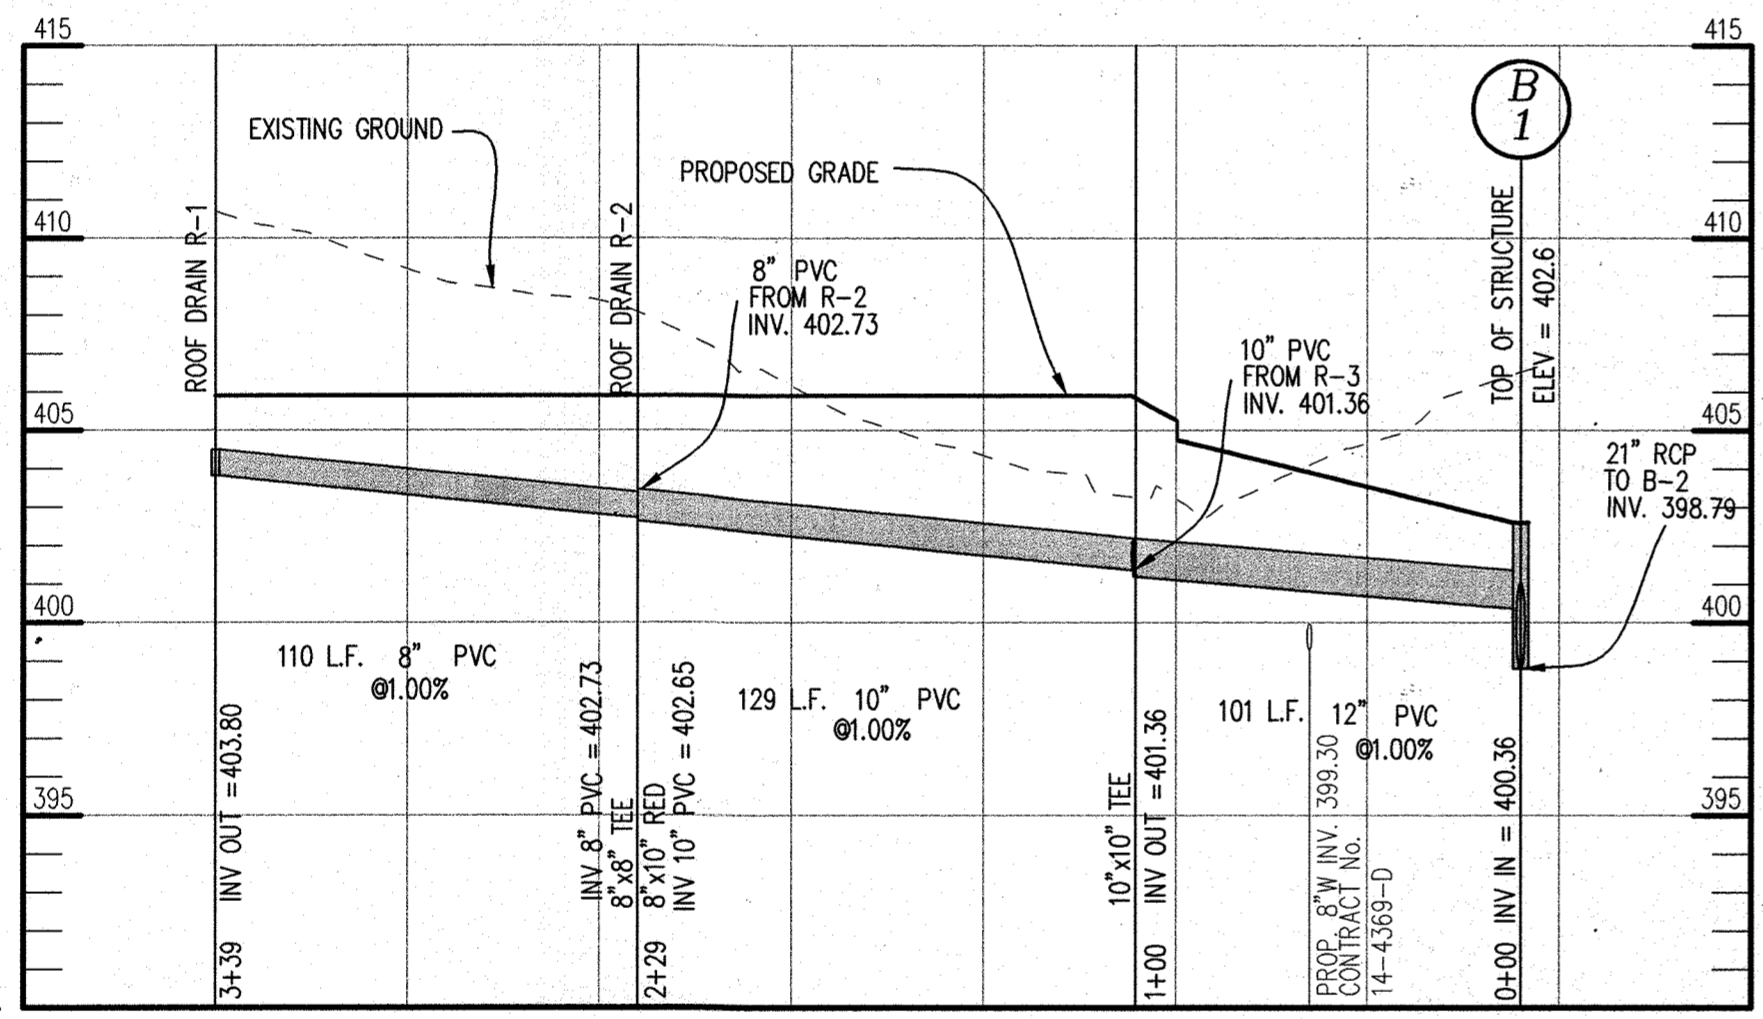 415
415
B
1
EXISTING GROUND
PROPOSED GRADE
410
410
ROOF DRAIN R-1
ROOF DRAIN R-2
8" PVC
FROM R-2
INV. 402.73
10" PVC
FROM R-3
INV. 401.36
TOP OF STRUCTURE
ELEV = 402.6
405
405
21" RCP
TO B-2
INV. 398.79
400
400
110 L.F. 8" PVC
@1.00%
129 L.F. 10" PVC
@1.00%
101 L.F. 12" PVC
@1.00%
395
395
3+39 INV OUT =403.80
INV 8" PVC = 402.73
8"x8" TEE
2+29 8"x10" RED
INV 10" PVC = 402.65
10"x10" TEE
1+00 INV OUT =401.36
PROP. 8"W INV. 399.30
CONTRACT No.
14-4369-D
0+00 INV IN = 400.36